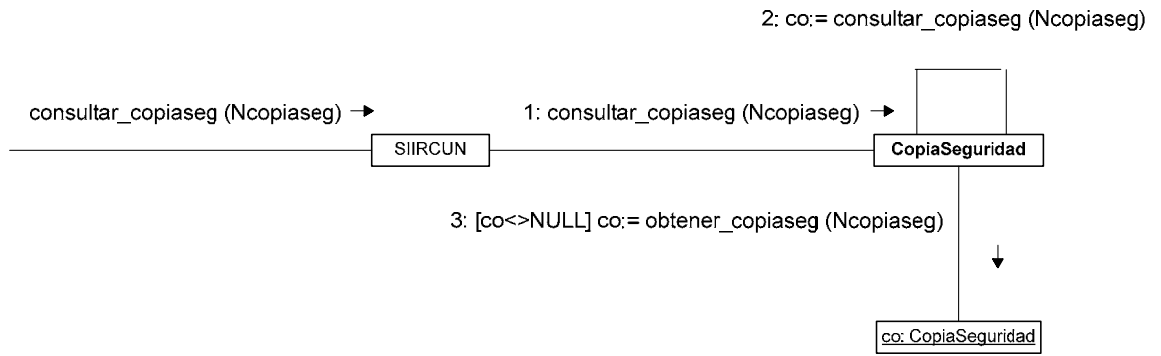 2: co:= consultar_copiaseg (Ncopiaseg)
consultar_copiaseg (Ncopiaseg)
1: consultar_copiaseg (Ncopiaseg)
SIIRCUN
CopiaSeguridad
3: [co<>NULL] co:= obtener_copiaseg (Ncopiaseg)
co: CopiaSeguridad